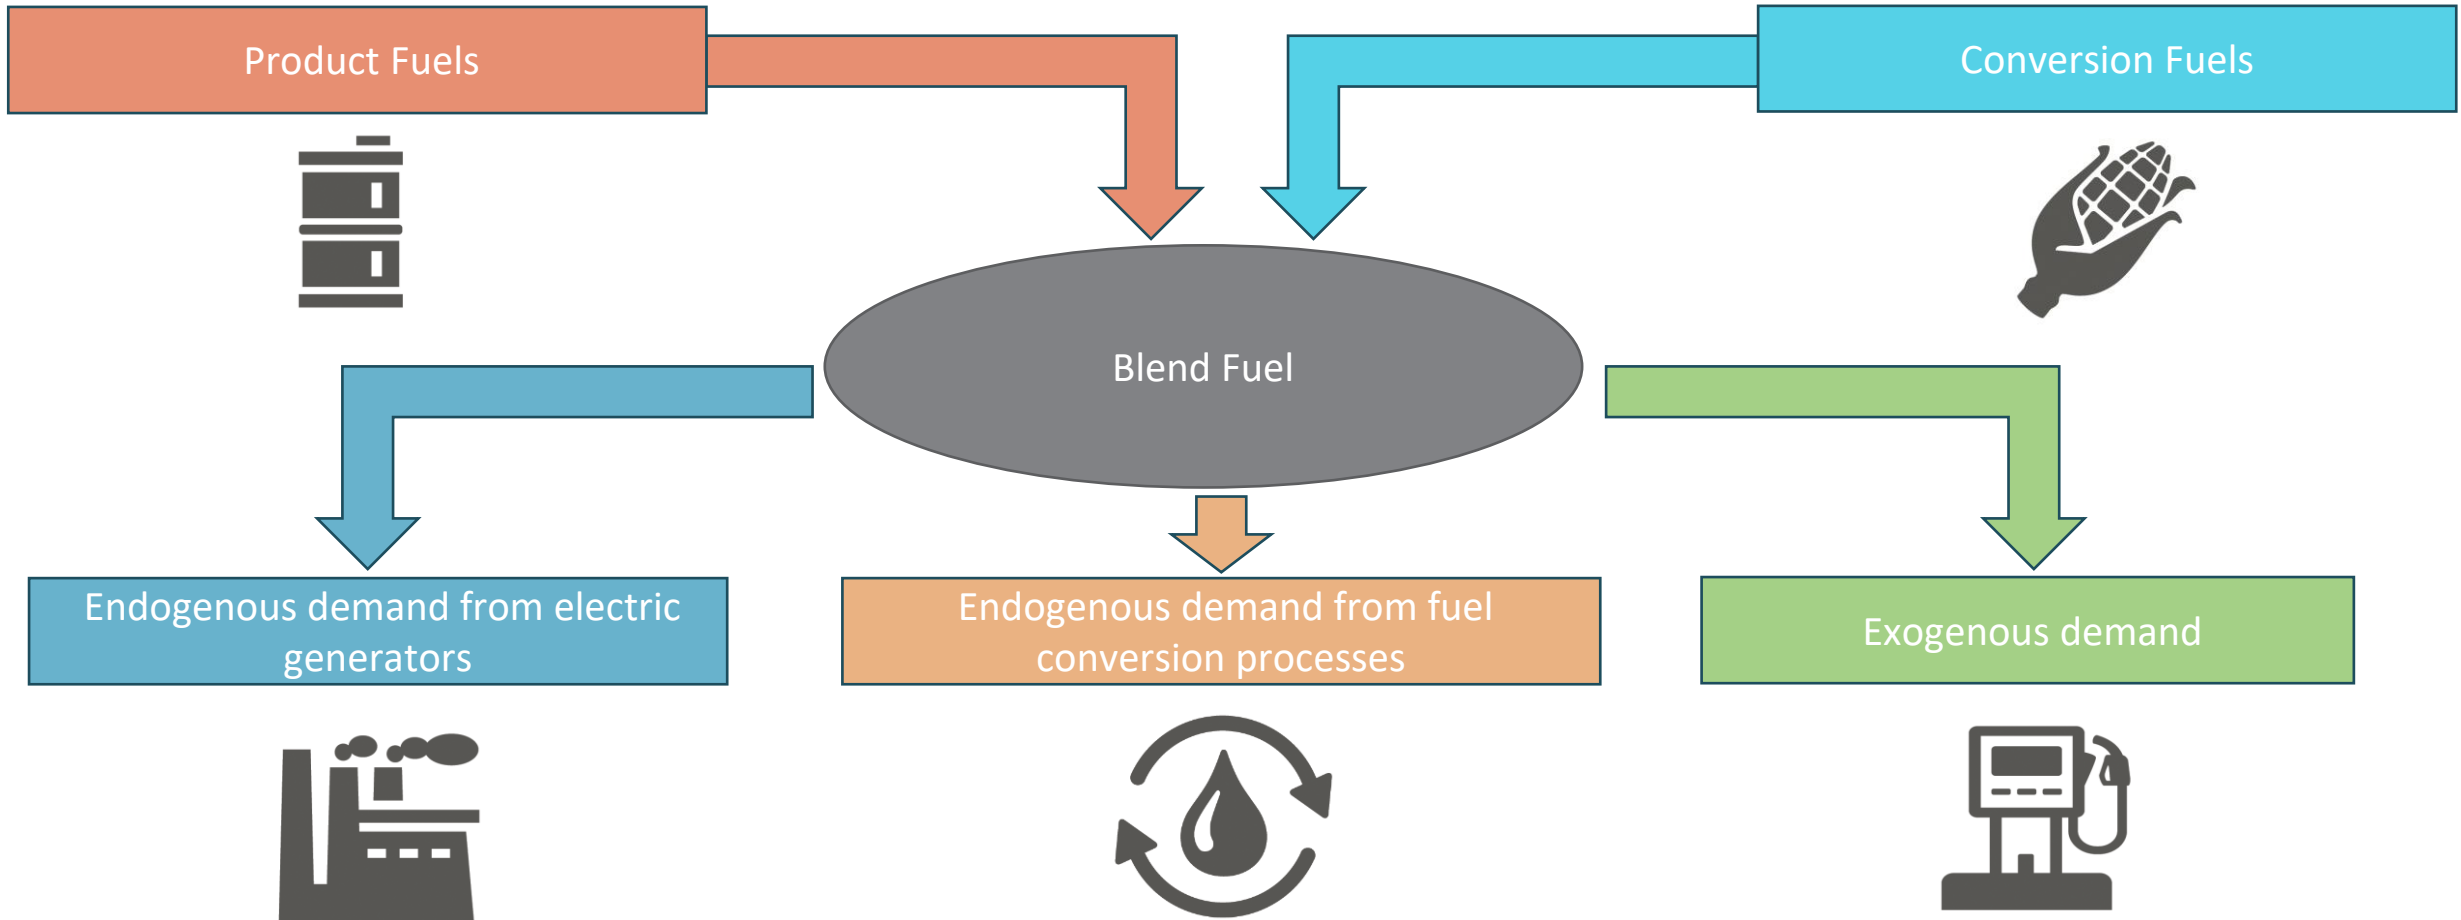 Product Fuels
Conversion Fuels
Blend Fuel
Endogenous demand from electric
generators
Endogenous demand from fuel
conversion processes
Exogenous demand